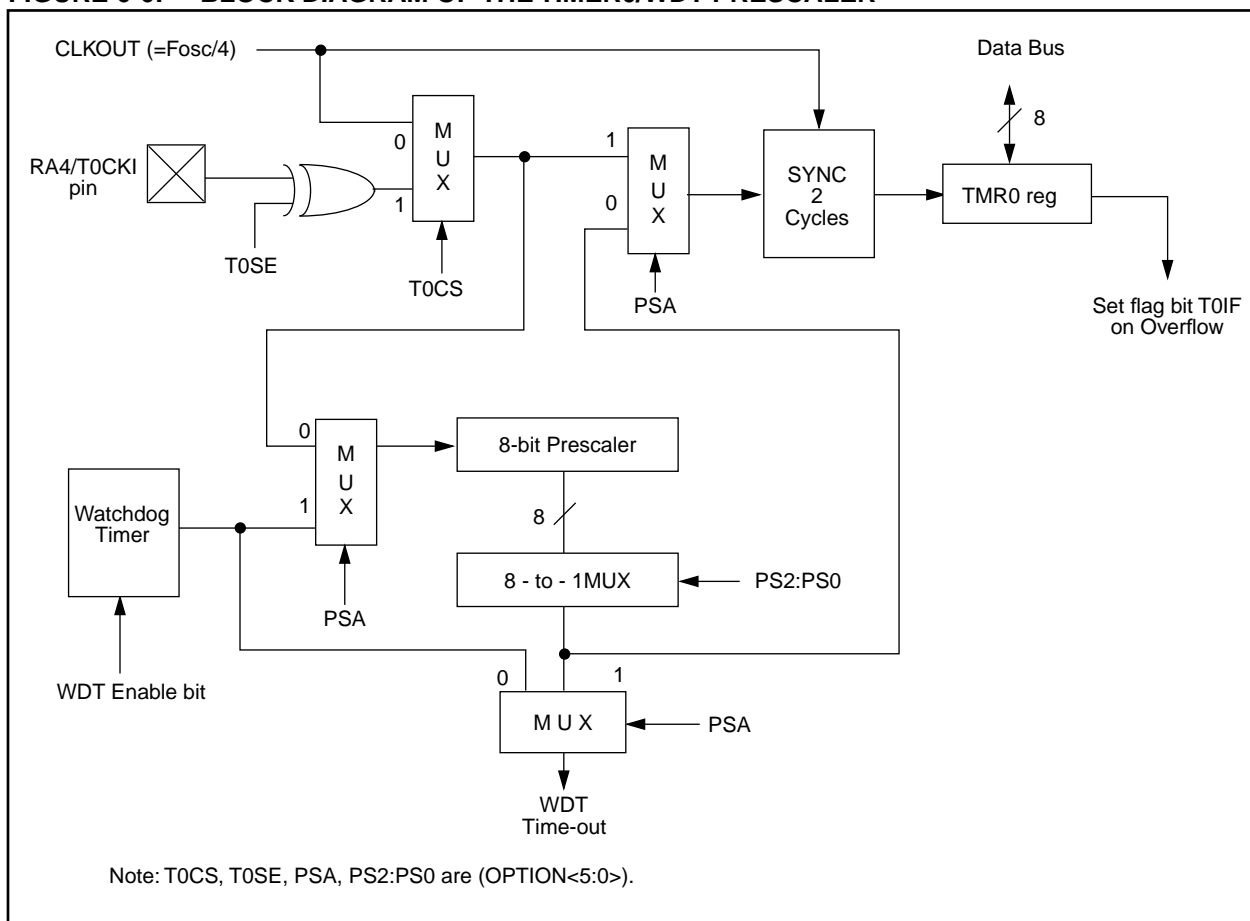 FIGURE BLOCK DIAGRAM OF THE TIMER0/WDT PRESCALER
CLKOUT (=Fosc/4)
Data Bus
8
RA4/T0CKI
pin
T0SE
0
1
M
U
X
T0CS
1
0
M
U
X
PSA
SYNC
2
Cycles
TMR0 reg
Set flag bit T0IF
on Overflow
Watchdog
Timer
WDT Enable bit
0
1
M
U
X
PSA
8-bit Prescaler
8
8 - to - 1MUX
PS2:PS0
0
1
M U X
PSA
WDT
Time-out
Note: T0CS, T0SE, PSA, PS2:PS0 are (OPTION<5:0>).